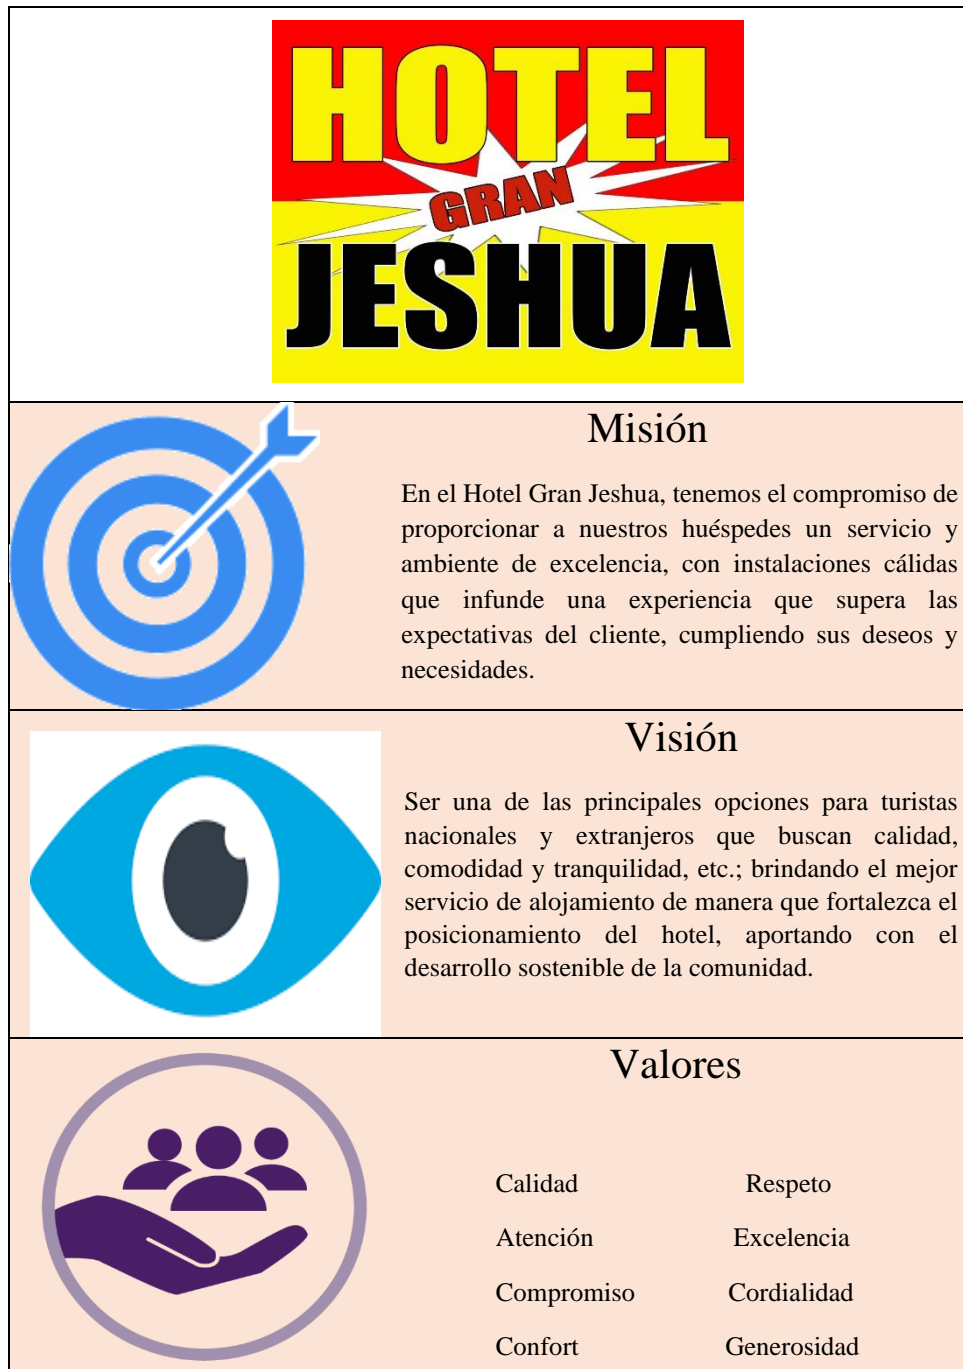 HOTEL
GRAN
JESHUA
Misión
En el Hotel Gran Jeshua, tenemos el compromiso de
proporcionar a nuestros huéspedes un servicio y
ambiente de excelencia, con instalaciones cálidas
que infunde una experiencia que supera las
expectativas del cliente, cumpliendo sus deseos y
necesidades.
Visión
Ser una de las principales opciones para turistas
nacionales y extranjeros que buscan calidad,
comodidad y tranquilidad, etc.; brindando el mejor
servicio de alojamiento de manera que fortalezca el
posicionamiento del hotel, aportando con el
desarrollo sostenible de la comunidad.
Valores
Calidad Respeto
Atención Excelencia
Compromiso Cordialidad
Confort Generosidad